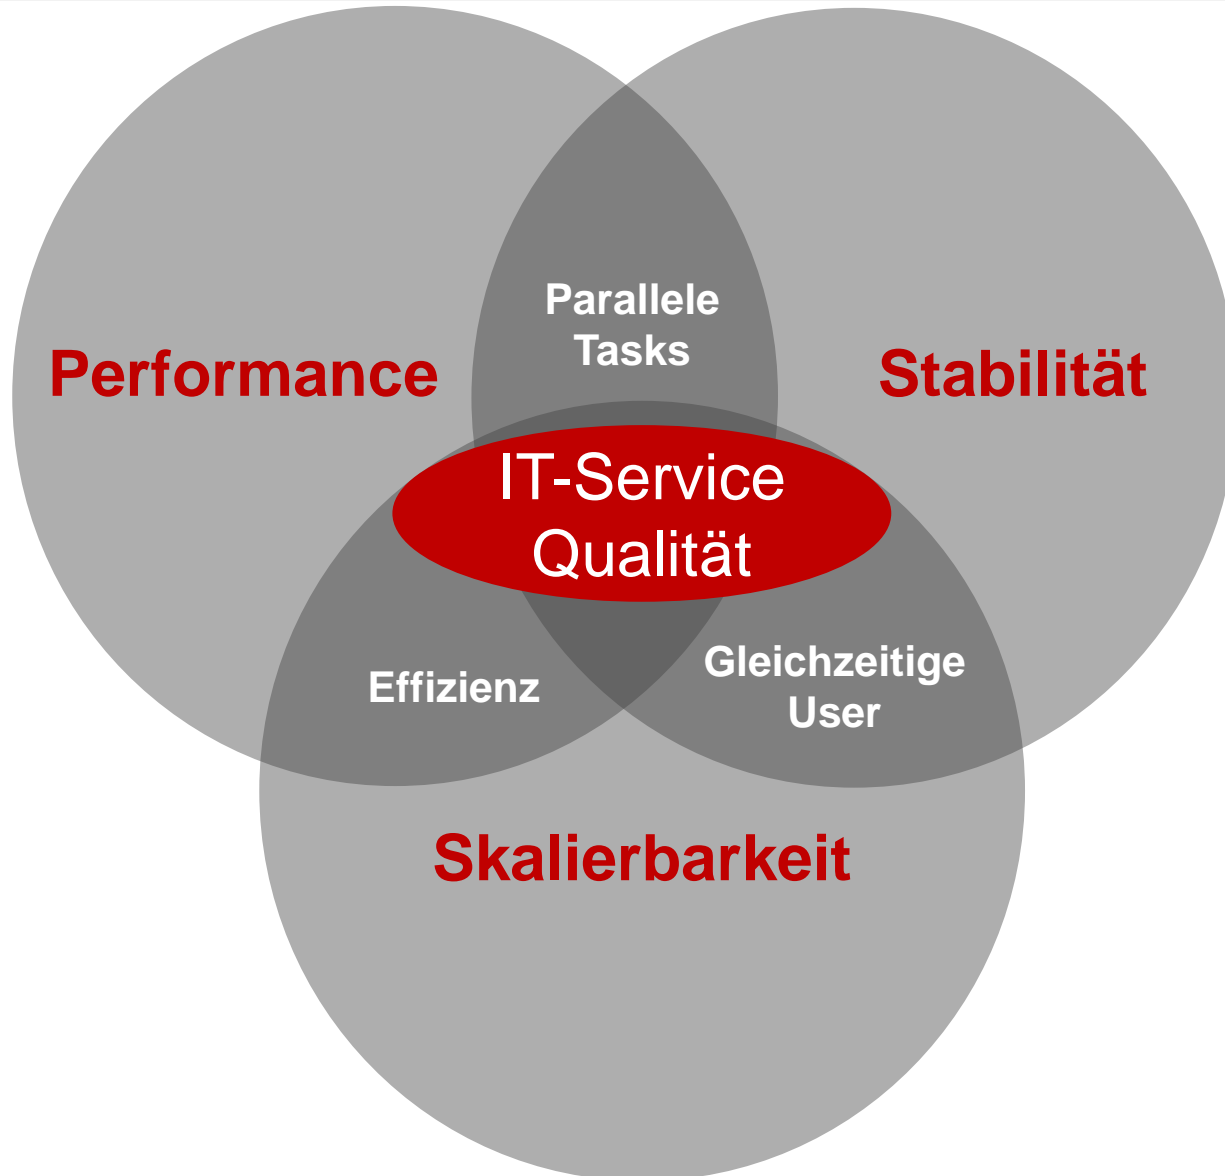 Parallele
Tasks
Performance
Stabilität
IT-Service
Qualität
Effizienz
Gleichzeitige
User
Skalierbarkeit